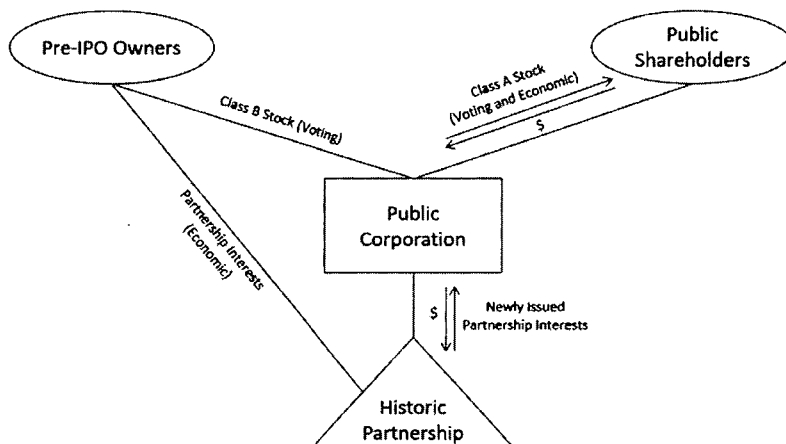 Pre-IPO Owners
Public
Shareholders
Class A Stock
(Voting and Economic)
$
Class B Stock (Voting)
Partnership Interests
(Economic)
Public
Corporation
$
Newly Issued
Partnership Interests
Historic
Partnership